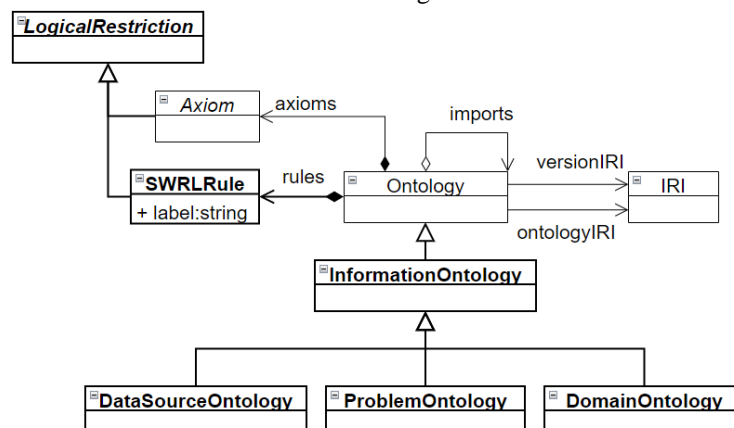 LogicalRestriction
Axiom
axioms
imports
versionIRI
SWRLRule
+ label:string
rules
Ontology
IRI
ontologyIRI
InformationOntology
DataSourceOntology
ProblemOntology
DomainOntology